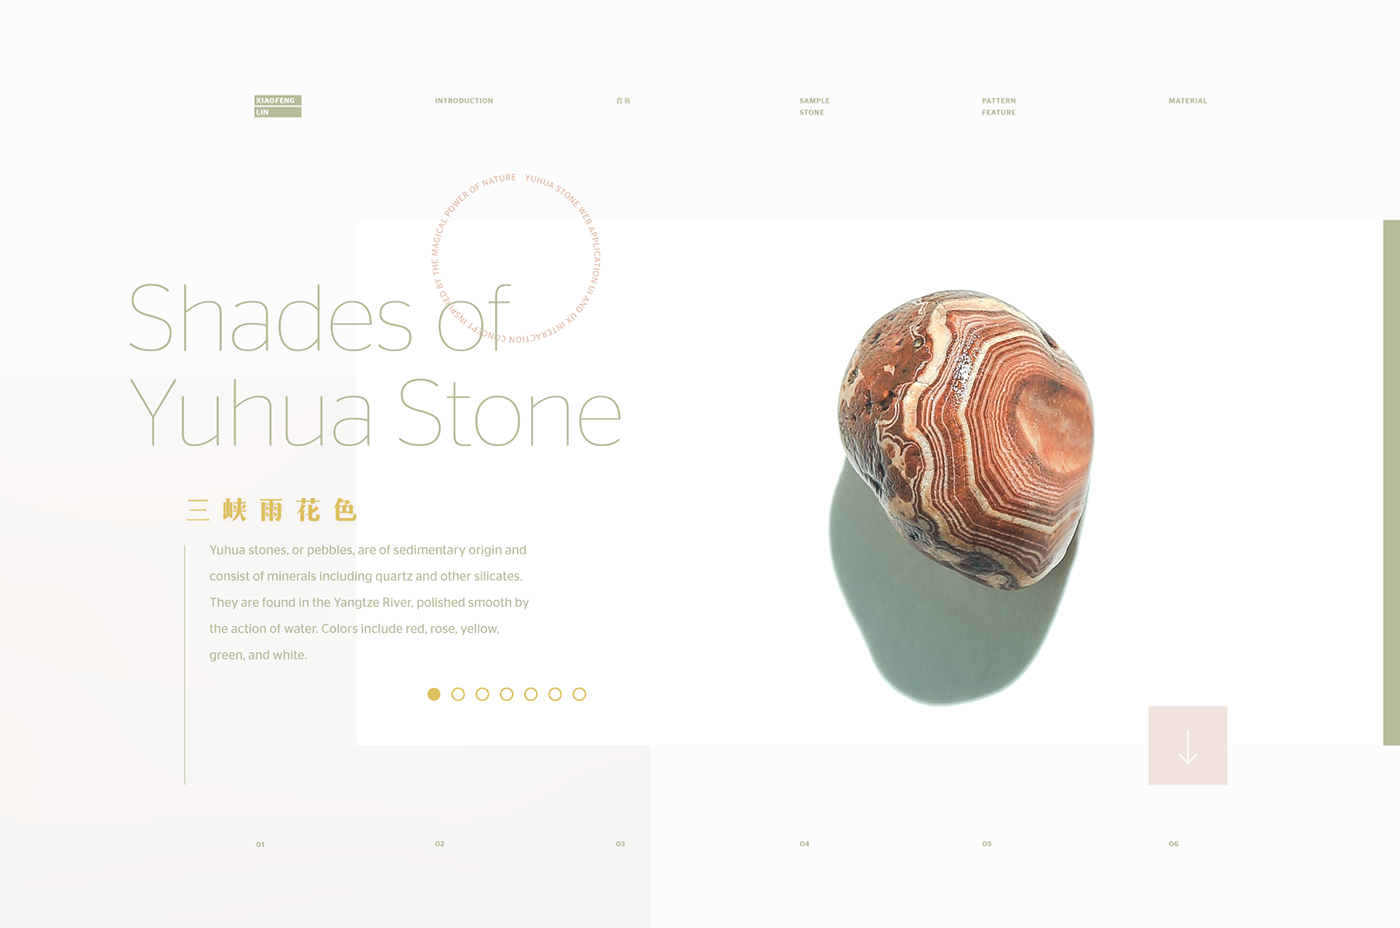 XIAOFENG
LIN
INTRODUCTION
SAMPLE
STONE
PATTERN
FEATURE
MATERIAL
YUHUA STONE WEB APPLICATION UI AND UX INTERACTION CONCEPT INSPIRED BY THE MAGICAL POWER OF NATURE
Shades of
Yuhua Stone
三峡雨花色
Yuhua stones, or pebbles, are of sedimentary origin and
consist of minerals including quartz and other silicates.
They are found in the Yangtze River, polished smooth by
the action of water. Colors include red, rose, yellow,
green, and white.
01
02
03
04
05
06